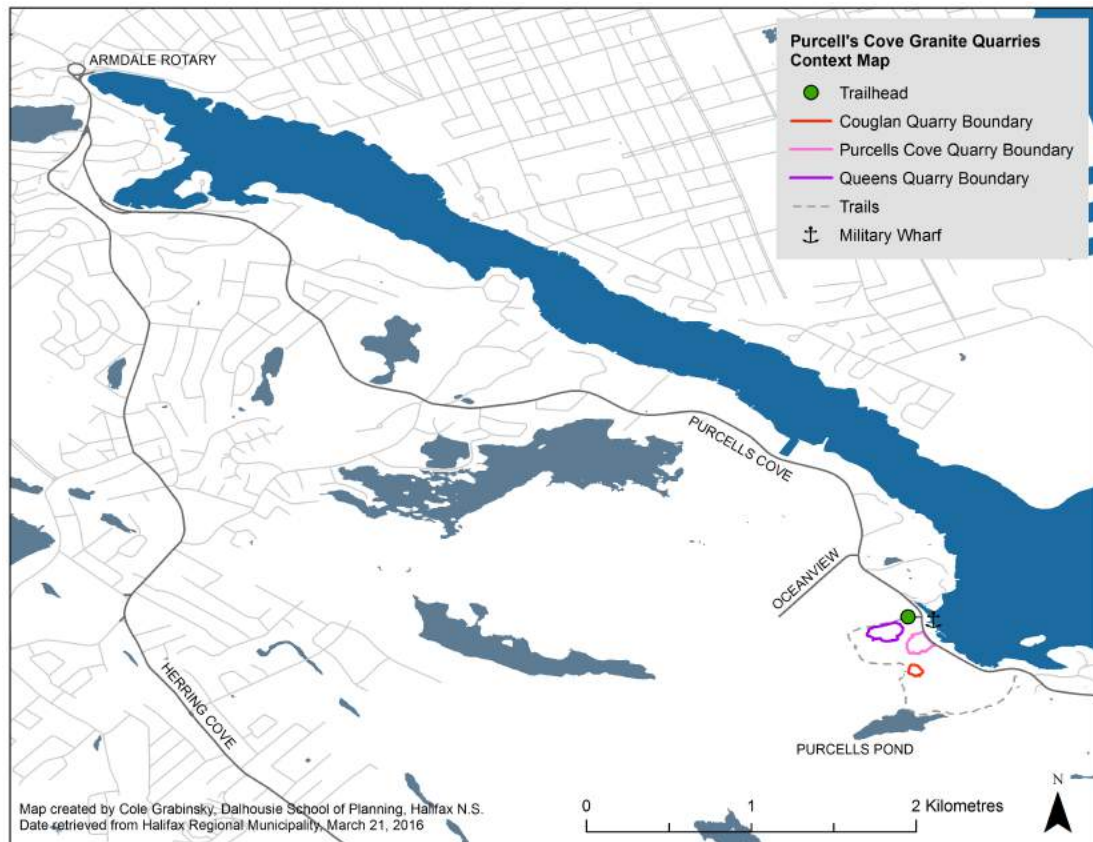 ARMDALE ROTARY
Purcell's Cove Granite Quarries
Context Map
Trailhead
Couglan Quarry Boundary
Purcells Cove Quarry Boundary
Queens Quarry Boundary
Trails
Military Wharf
PURCELLS COVE
OCEANVIEW
HERRING COVE
PURCELLS POND
Map created by Cole Grabinsky, Dalhousie School of Planning, Halifax N.S.
Date retrieved from Halifax Regional Municipality, March 21, 2016
0 1 2 Kilometres
N